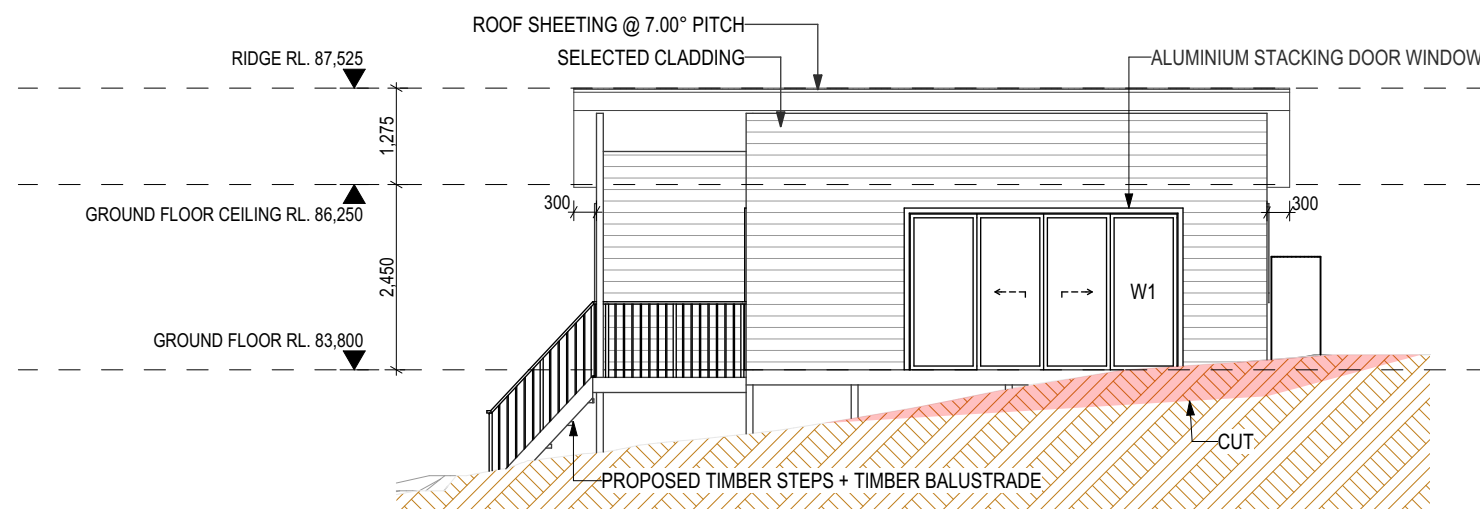 ROOF SHEETING @ 7.00° PITCH
RIDGE RL. 87,525
SELECTED CLADDING
ALUMINIUM STACKING DOOR WINDOW
1,275
300
300
GROUND FLOOR CEILING RL. 86,250
2,450
W1
GROUND FLOOR RL. 83,800
CUT
PROPOSED TIMBER STEPS + TIMBER BALUSTRADE